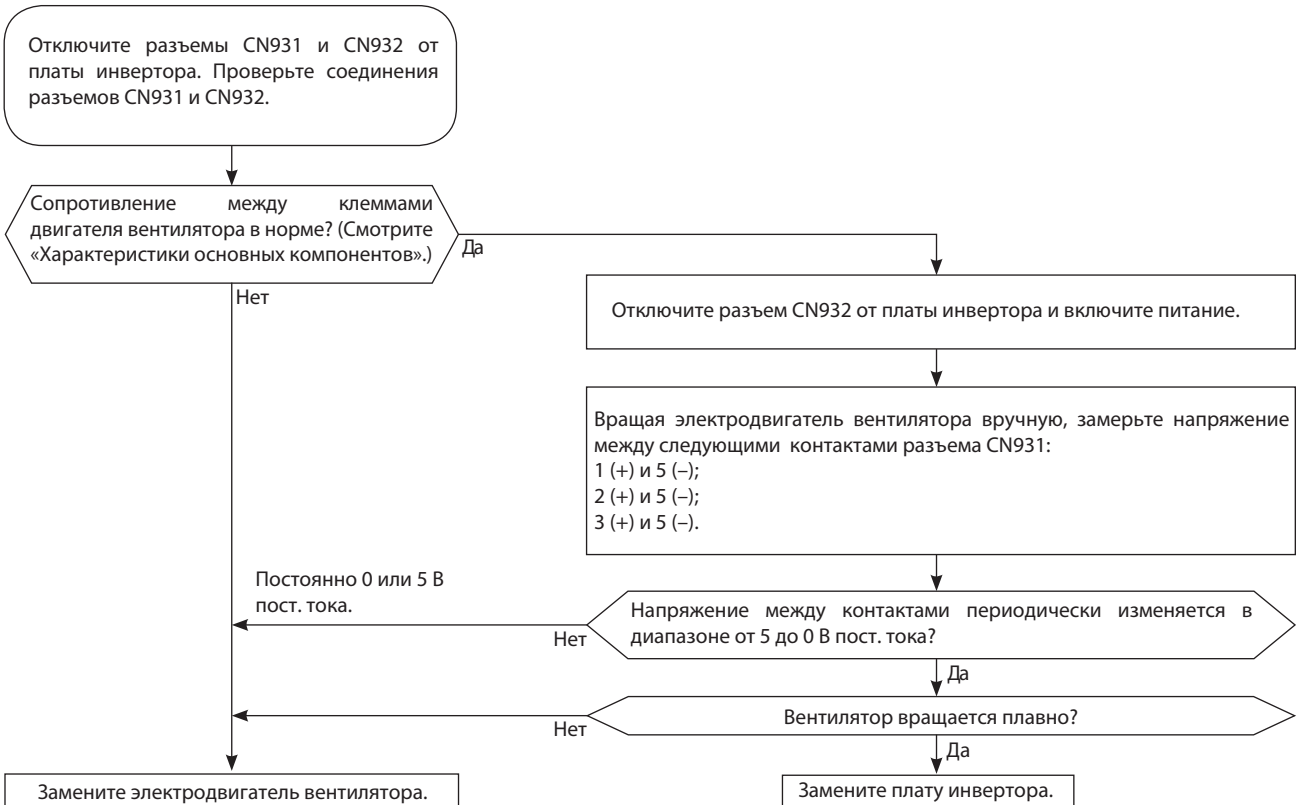 Отключите разъемы CN931 и CN932 от
платы инвертора. Проверьте соединения
разъемов CN931 и CN932.
Сопротивление между клеммами
двигателя вентилятора в норме? (Смотрите
«Характеристики основных компонентов».)
Да
Нет
Отключите разъем CN932 от платы инвертора и включите питание.
Вращая электродвигатель вентилятора вручную, замерьте напряжение
между следующими контактами разъема CN931:
1 (+) и 5 (–);
2 (+) и 5 (–);
3 (+) и 5 (–).
Постоянно 0 или 5 В
пост. тока.
Напряжение между контактами периодически изменяется в
диапазоне от 5 до 0 В пост. тока?
Нет
Да
Вентилятор вращается плавно?
Нет
Да
Замените электродвигатель вентилятора.
Замените плату инвертора.